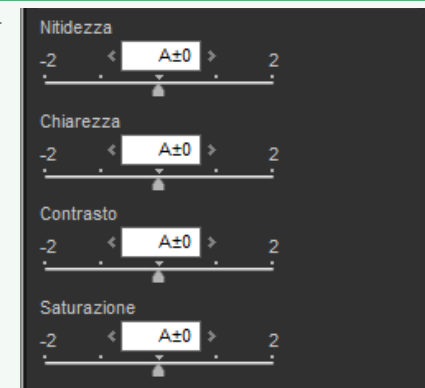 Nitidezza
-2 < A±0 > 2
Chiarezza
-2 < A±0 > 2
Contrasto
-2 < A±0 > 2
Saturazione
-2 < A±0 > 2